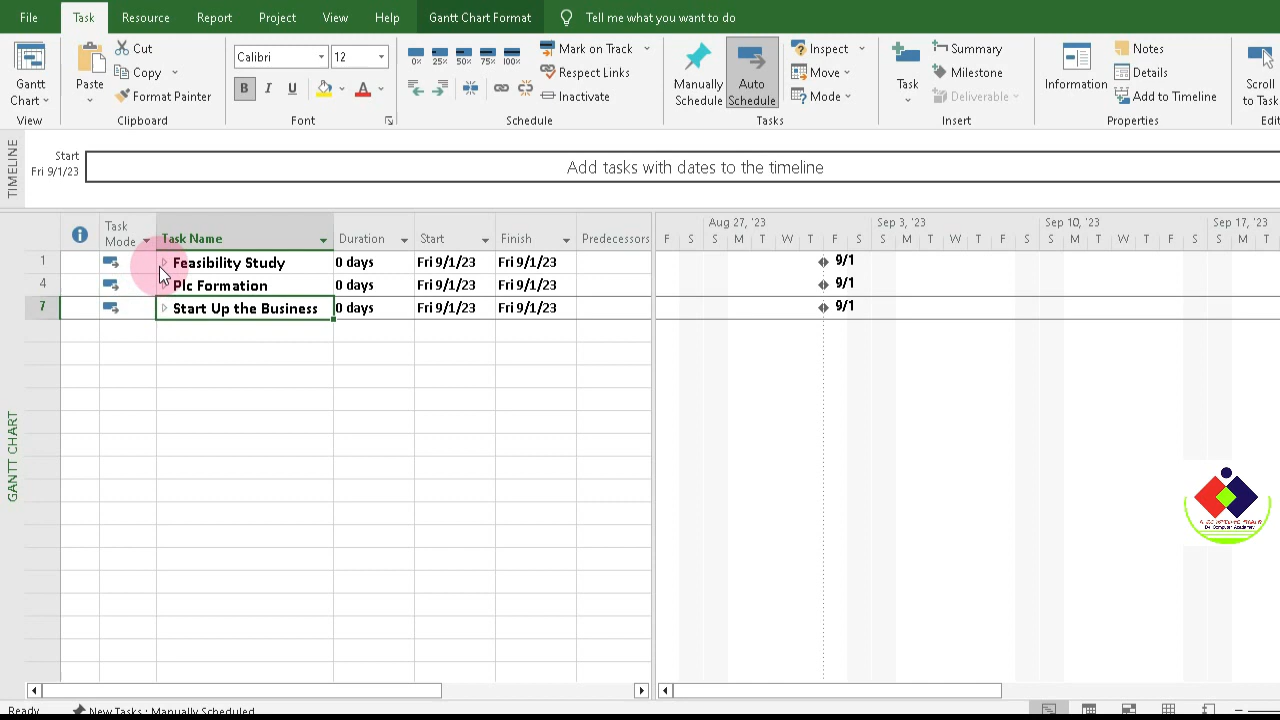 File Task Resource Report Project View Help Gantt Chart Format Tell me what you want to do
Gantt Chart
View
Paste
Cut
Copy
Format Painter
Clipboard
Calibri 12
B I U A
Font
0% 25% 50% 75% 100%
Mark on Track
Respect Links
Inactivate
Schedule
Manually Schedule
Auto Schedule
Inspect
Move
Mode
Tasks
Task
Summary
Milestone
Deliverable
Insert
Information
Notes
Details
Add to Timeline
Properties
Scroll
to Task
Edit
TIMELINE
Start
Fri 9/1/23
Add tasks with dates to the timeline
Task Mode Task Name Duration Start Finish Predecessors
Aug 27, '23 Sep 3, '23 Sep 10, '23 Sep 17, '23
F S S M T W T F S S M T W T F S S M T W T F S S M T
1 Feasibility Study 0 days Fri 9/1/23 Fri 9/1/23 9/1
4 Plc Formation 0 days Fri 9/1/23 Fri 9/1/23 9/1
7 Start Up the Business 0 days Fri 9/1/23 Fri 9/1/23 9/1
GANTT CHART
Ready New Tasks : Manually Scheduled